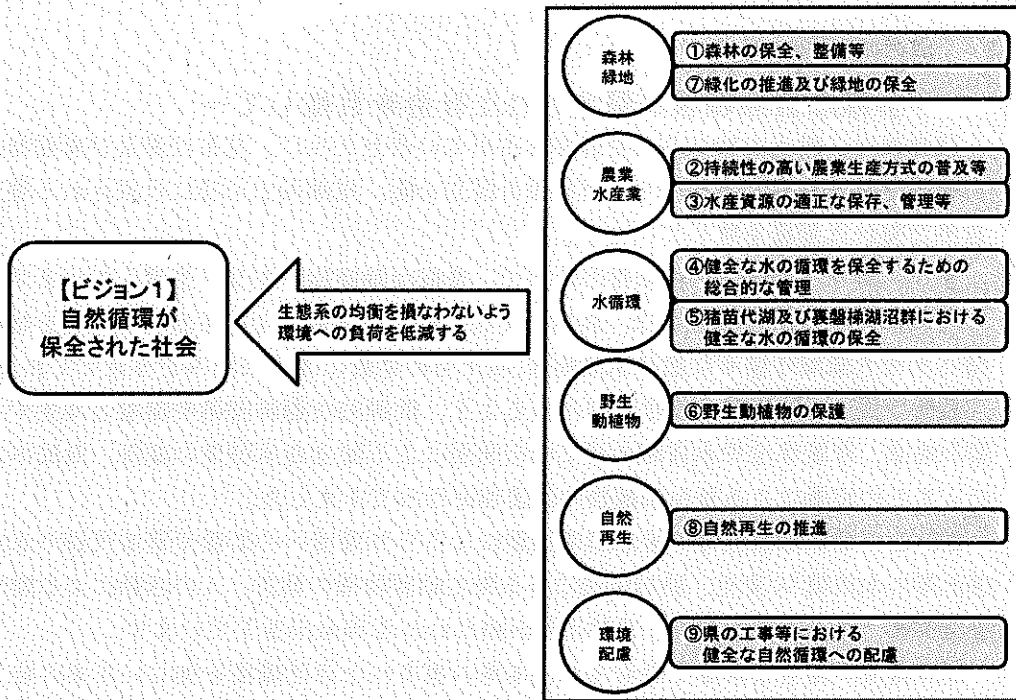 【ビジョン1】
自然循環が
保全された社会
生態系の均衡を損なわないよう
環境への負荷を低減する
森林
緑地
①森林の保全、整備等
⑦緑化の推進及び緑地の保全
農業
水産業
②持続性の高い農業生産方式の普及等
③水産資源の適正な保存、管理等
水循環
④健全な水の循環を保全するための
総合的な管理
⑤猪苗代湖及び裏磐梯湖沼群における
健全な水の循環の保全
野生
動植物
⑥野生動植物の保護
自然
再生
⑧自然再生の推進
環境
配慮
⑨県の工事等における
健全な自然循環への配慮